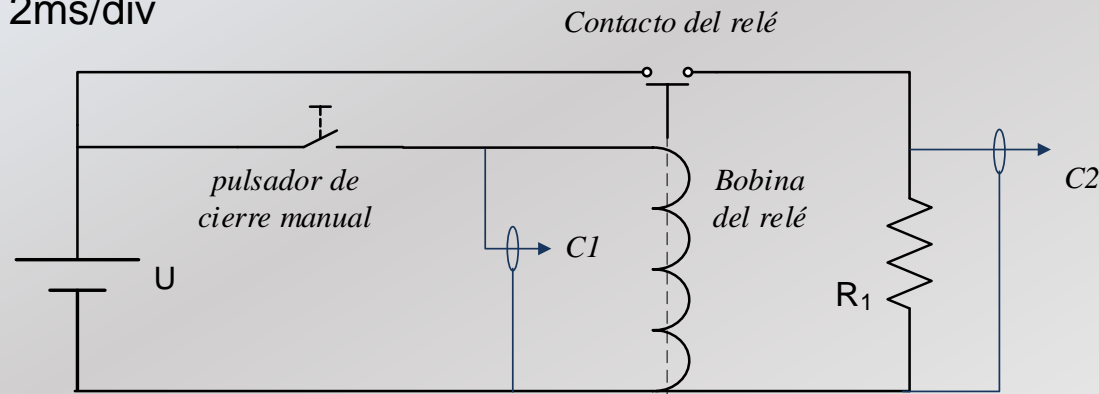 2ms/div
Contacto del relé
pulsador de
cierre manual
Bobina
del relé
C2
C1
U
R₁